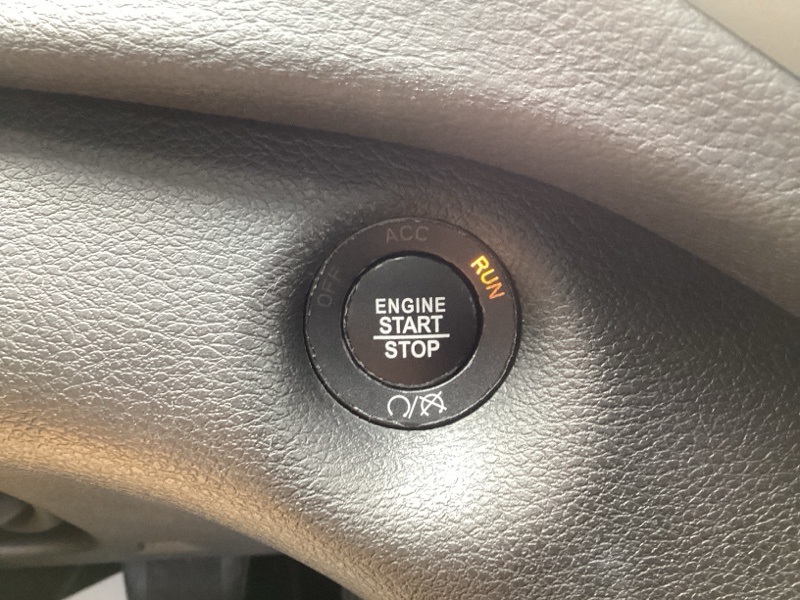 OFF
ACC
RUN
ENGINE
START
STOP